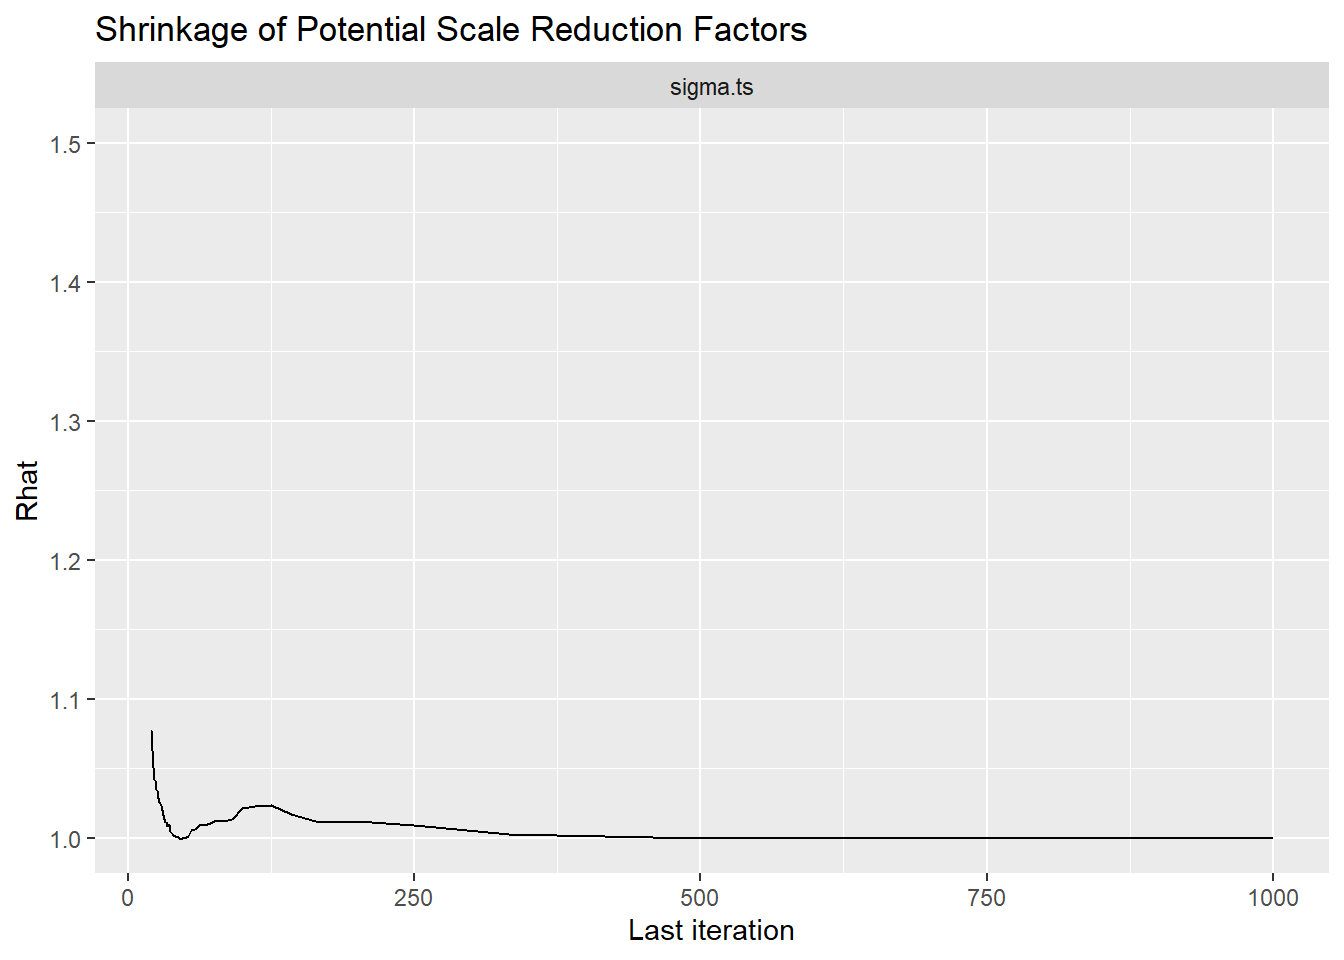 Shrinkage of Potential Scale Reduction Factors
sigma.ts
1.5
1.4
1.3
1.2
1.1
1.0
Rhat
0 250 500 750 1000
Last iteration